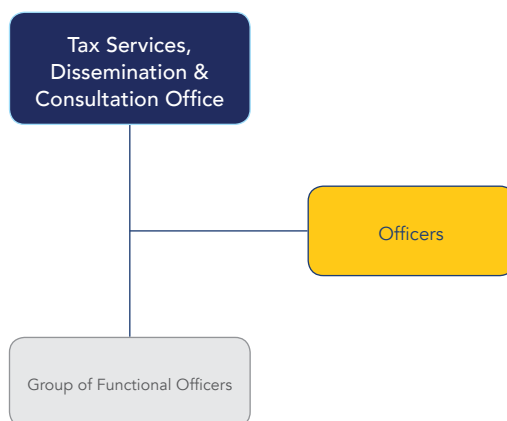 Tax Services,
Dissemination &
Consultation Office
Officers
Group of Functional Officers